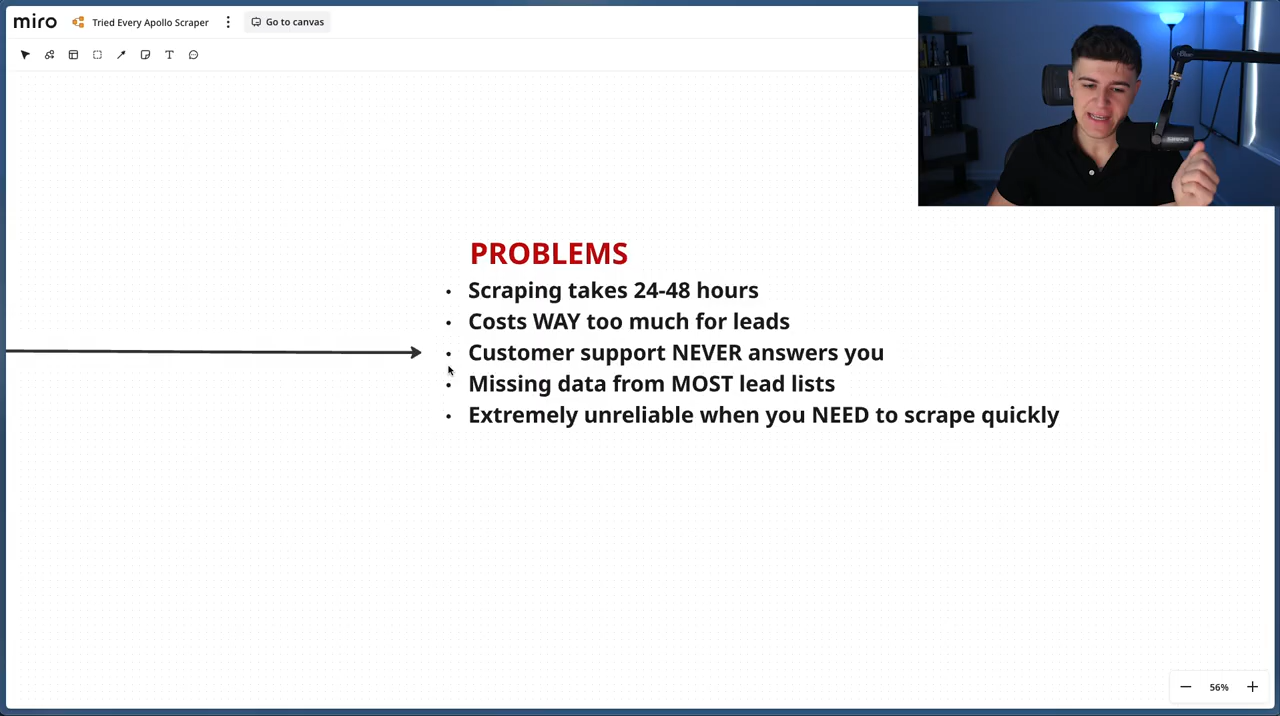 miro
Tried Every Apollo Scraper
Go to canvas
T
PROBLEMS
• Scraping takes 24-48 hours
• Costs WAY too much for leads
• Customer support NEVER answers you
• Missing data from MOST lead lists
• Extremely unreliable when you NEED to scrape quickly
56%